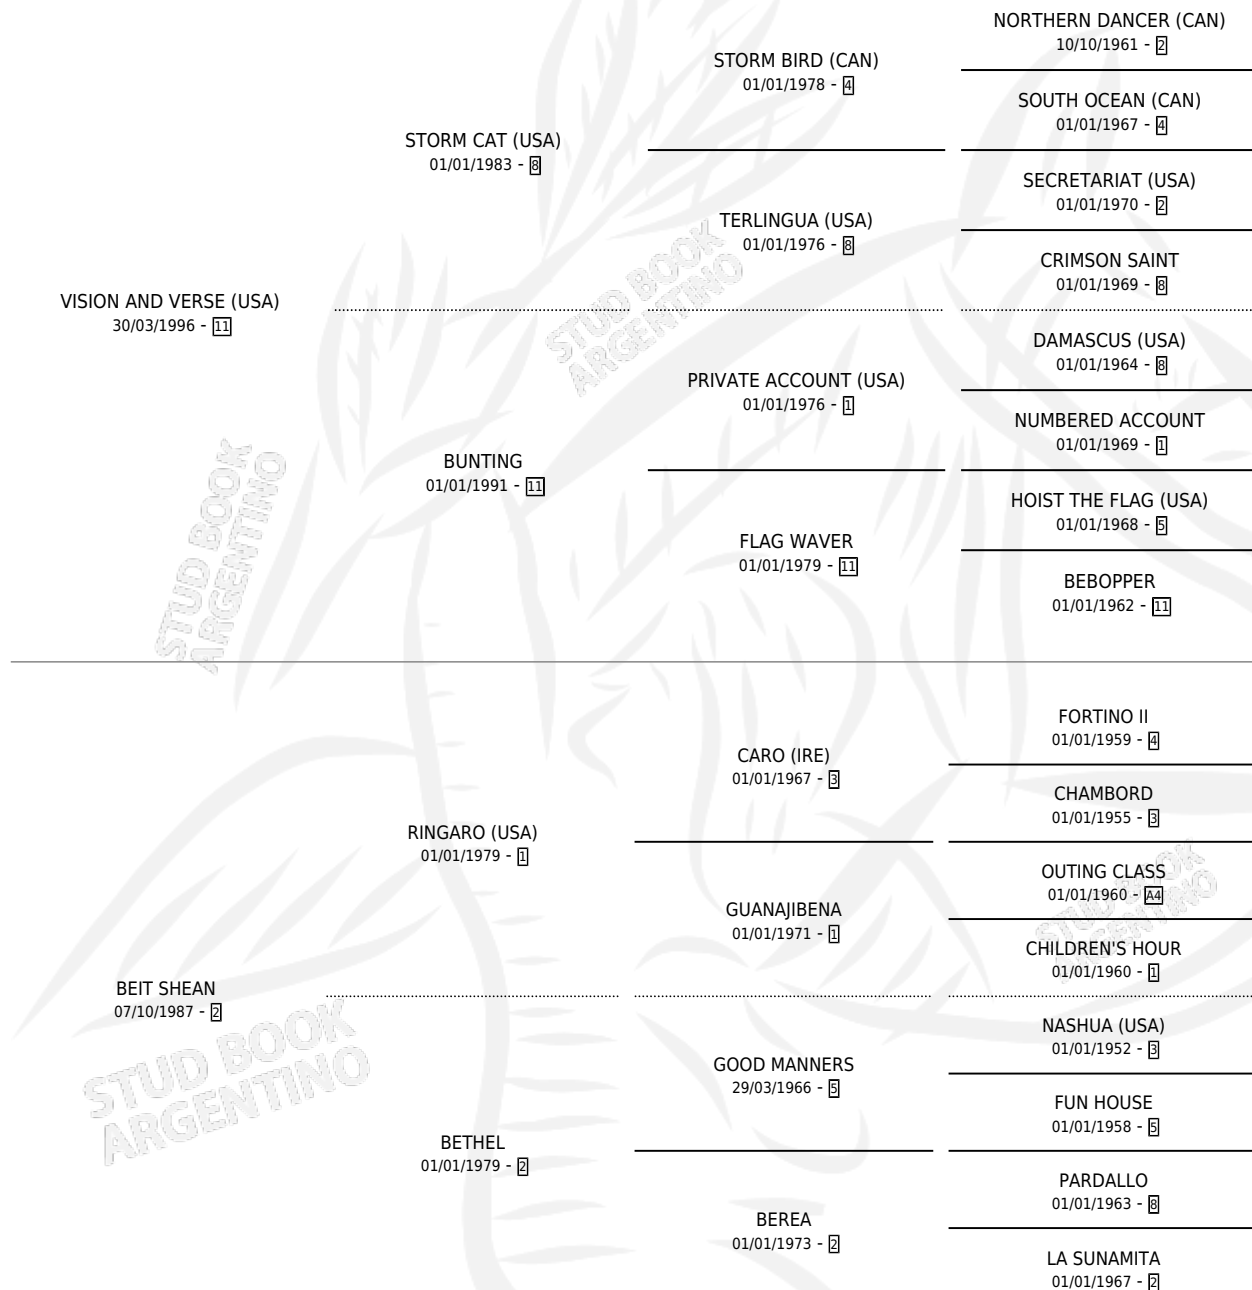 NORTHERN DANCER (CAN)
10/10/1961 - 2
STORM BIRD (CAN)
01/01/1978 - 4
SOUTH OCEAN (CAN)
01/01/1967 - 4
STORM CAT (USA)
01/01/1983 - 8
SECRETARIAT (USA)
01/01/1970 - 2
TERLINGUA (USA)
01/01/1976 - 8
CRIMSON SAINT
01/01/1969 - 8
VISION AND VERSE (USA)
30/03/1996 - 11
DAMASCUS (USA)
01/01/1964 - 8
PRIVATE ACCOUNT (USA)
01/01/1976 - 1
NUMBERED ACCOUNT
01/01/1969 - 1
BUNTING
01/01/1991 - 11
HOIST THE FLAG (USA)
01/01/1968 - 5
FLAG WAVER
01/01/1979 - 11
BEBOPPER
01/01/1962 - 11
FORTINO II
01/01/1959 - 4
CARO (IRE)
01/01/1967 - 3
CHAMBORD
01/01/1955 - 3
RINGARO (USA)
01/01/1979 - 1
OUTING CLASS
01/01/1960 - A4
GUANAJIBENA
01/01/1971 - 1
CHILDREN'S HOUR
01/01/1960 - 1
BEIT SHEAN
07/10/1987 - 2
NASHUA (USA)
01/01/1952 - 3
GOOD MANNERS
29/03/1966 - 5
FUN HOUSE
01/01/1958 - 5
BETHEL
01/01/1979 - 2
PARDALLO
01/01/1963 - 8
BEREA
01/01/1973 - 2
LA SUNAMITA
01/01/1967 - 2
STUD BOOK
ARGENTINO
STUD BOOK
ARGENTINO
STUD BOOK
ARGENTINO
STUD BOOK
ARGENTINO